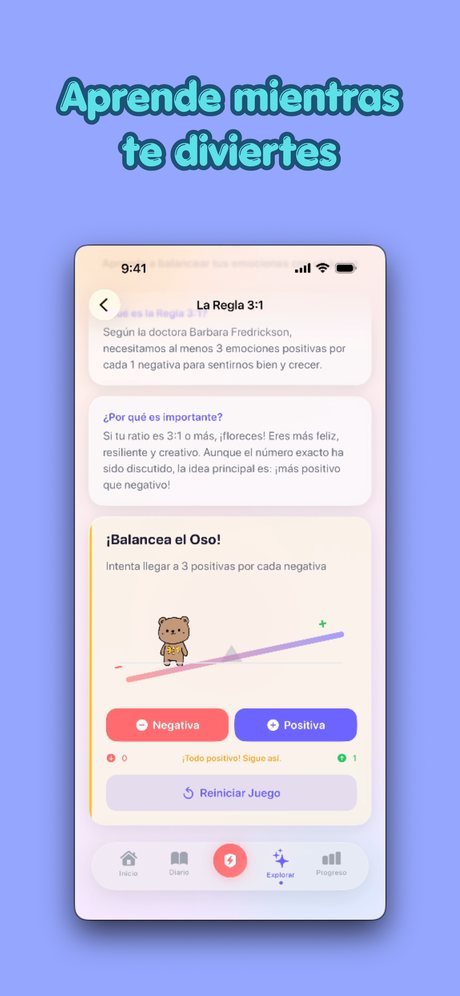 Aprende mientras
te diviertes
9:41
La Regla 3:1
Según la doctora Barbara Fredrickson,
necesitamos al menos 3 emociones positivas por
cada 1 negativa para sentirnos bien y crecer.
¿Por qué es importante?
Si tu ratio es 3:1 o más, ¡floreces! Eres más feliz,
resiliente y creativo. Aunque el número exacto ha
sido discutido, la idea principal es: ¡más positivo
que negativo!
¡Balancea el Oso!
Intenta llegar a 3 positivas por cada negativa
+
−
Negativa
Positiva
0
¡Todo positivo! Sigue así.
1
Reiniciar Juego
Inicio
Diario
Explorar
Progreso